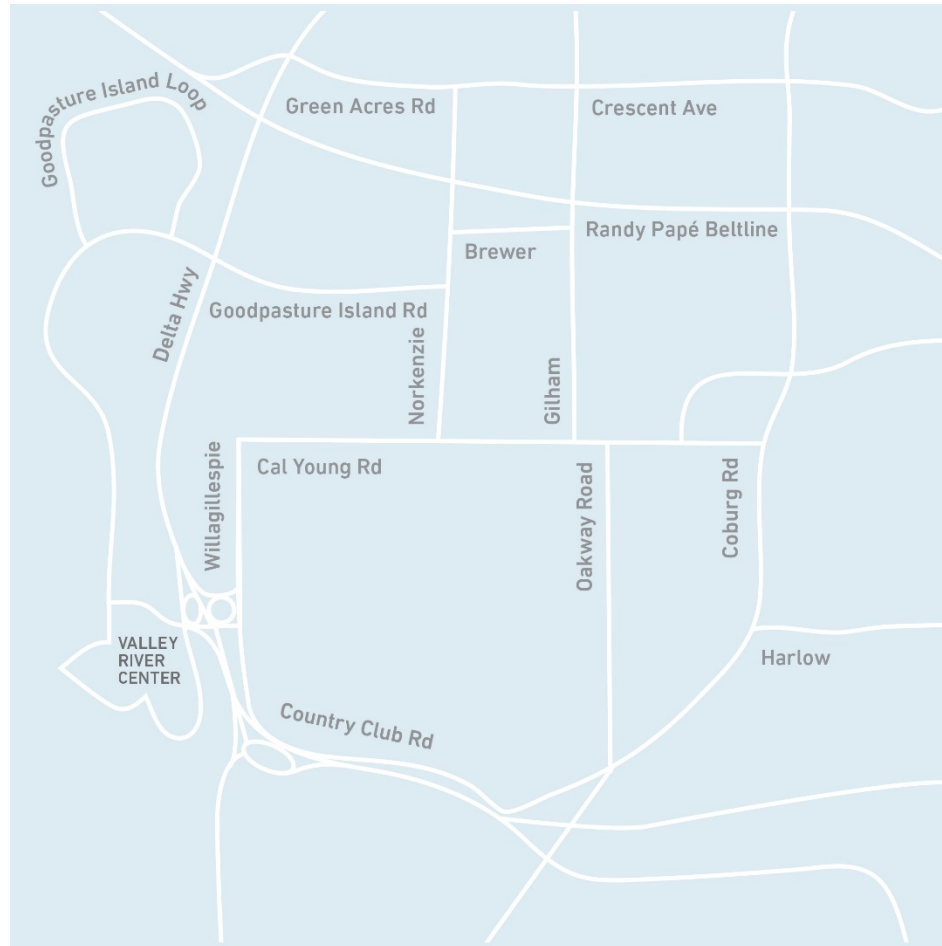 Goodpasture Island Loop
Green Acres Rd
Crescent Ave
Randy Papé Beltline
Brewer
Delta Hwy
Goodpasture Island Rd
Norkenzie
Gilham
Willagillespie
Cal Young Rd
Oakway Road
Coburg Rd
VALLEY
RIVER
CENTER
Harlow
Country Club Rd